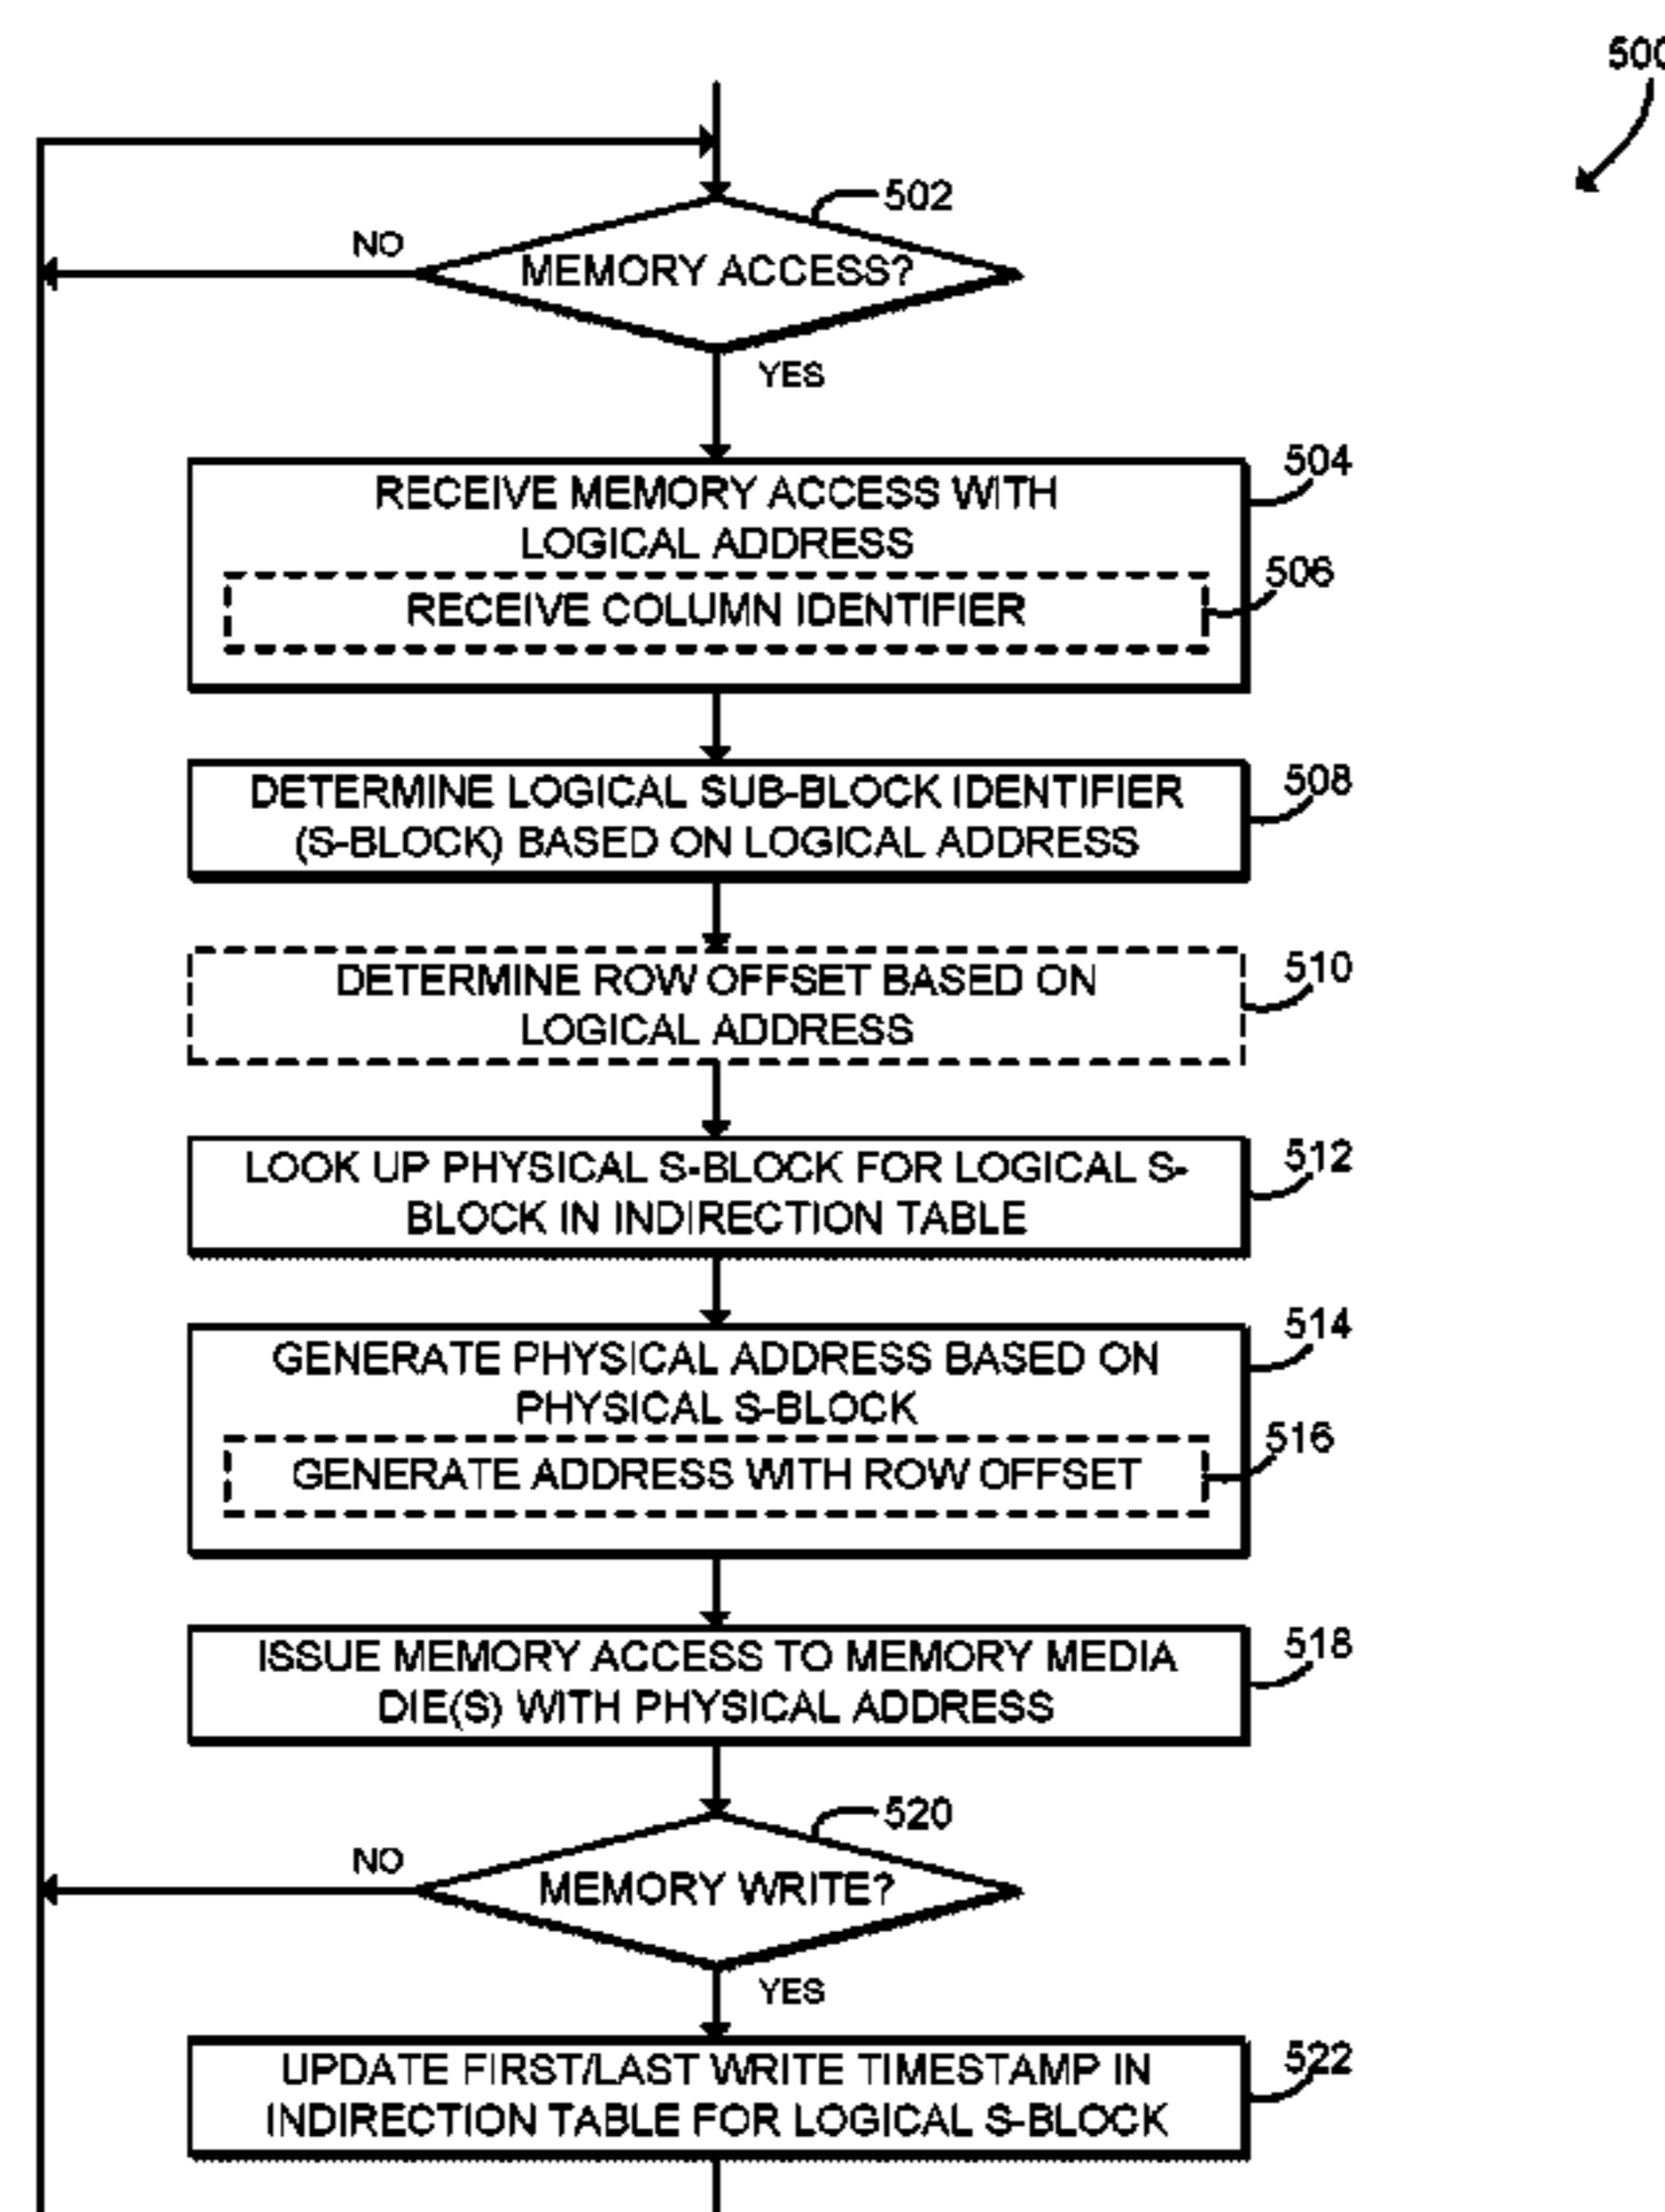 500
502
NO
MEMORY ACCESS?
YES
504
RECEIVE MEMORY ACCESS WITH
LOGICAL ADDRESS
506
RECEIVE COLUMN IDENTIFIER
508
DETERMINE LOGICAL SUB-BLOCK IDENTIFIER
(S-BLOCK) BASED ON LOGICAL ADDRESS
510
DETERMINE ROW OFFSET BASED ON
LOGICAL ADDRESS
512
LOOK UP PHYSICAL S-BLOCK FOR LOGICAL S-
BLOCK IN INDIRECTION TABLE
514
GENERATE PHYSICAL ADDRESS BASED ON
PHYSICAL S-BLOCK
516
GENERATE ADDRESS WITH ROW OFFSET
518
ISSUE MEMORY ACCESS TO MEMORY MEDIA
DIE(S) WITH PHYSICAL ADDRESS
520
NO
MEMORY WRITE?
YES
522
UPDATE FIRST/LAST WRITE TIMESTAMP IN
INDIRECTION TABLE FOR LOGICAL S-BLOCK